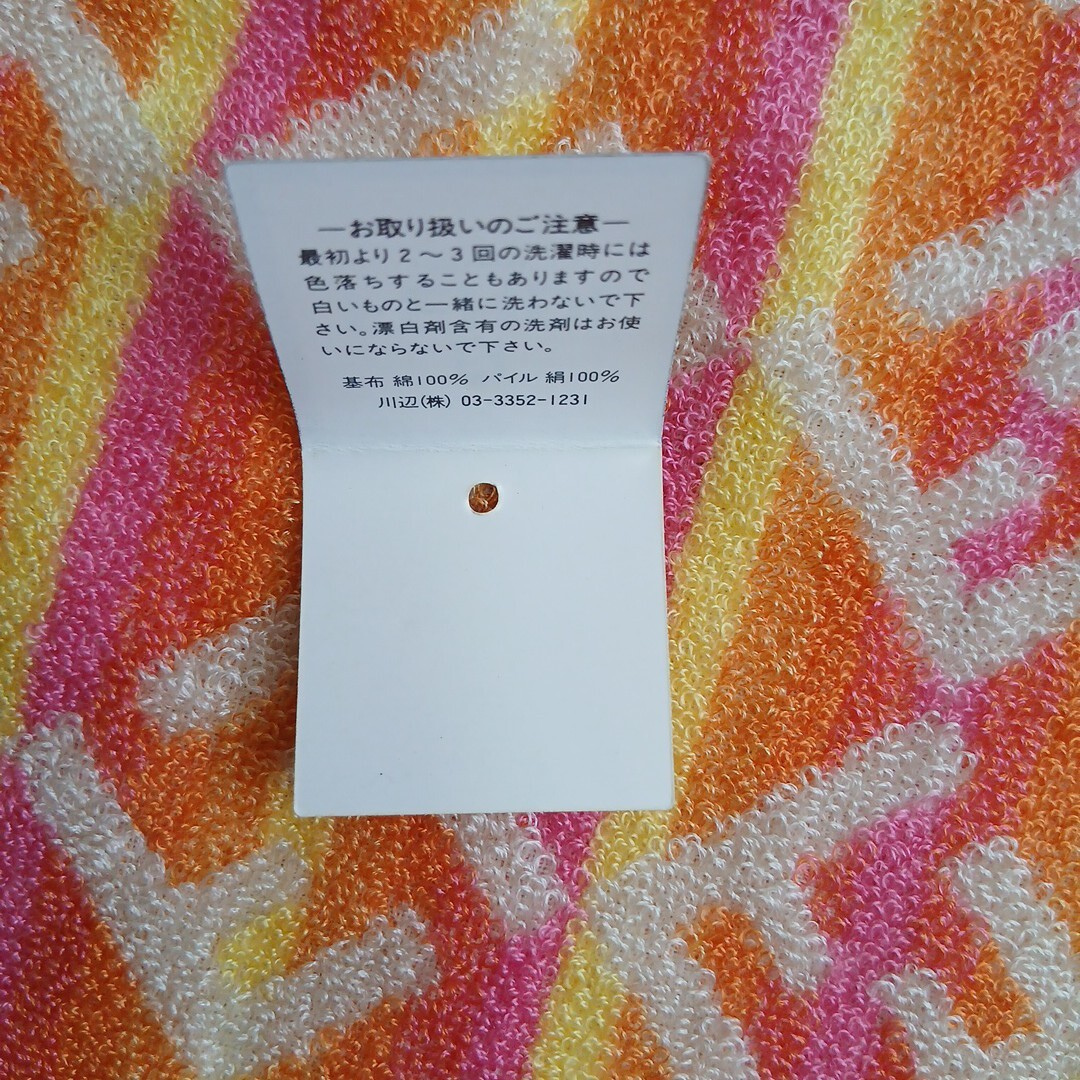 —お取り扱いのご注意—
最初より2〜3回の洗濯時には
色落ちすることもありますので
白いものと一緒に洗わないで下
さい。漂白剤含有の洗剤はお使
いにならないで下さい。
基布 綿100% パイル 絹100%
川辺(株) 03-3352-1231